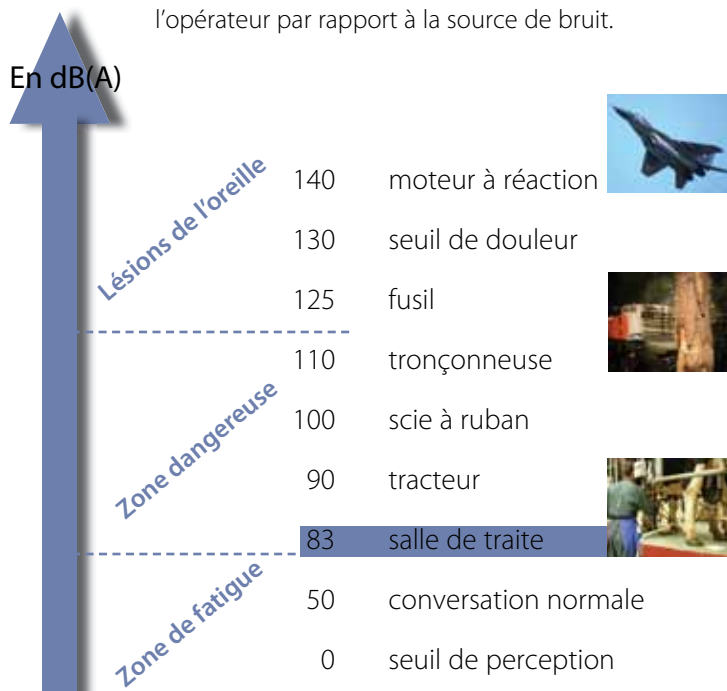 l'opérateur par rapport à la source de bruit.
En dB(A)
Lésions de l'oreille
140 moteur à réaction
130 seuil de douleur
125 fusil
Zone dangereuse
110 tronçonneuse
100 scie à ruban
90 tracteur
83 salle de traite
Zone de fatigue
50 conversation normale
0 seuil de perception